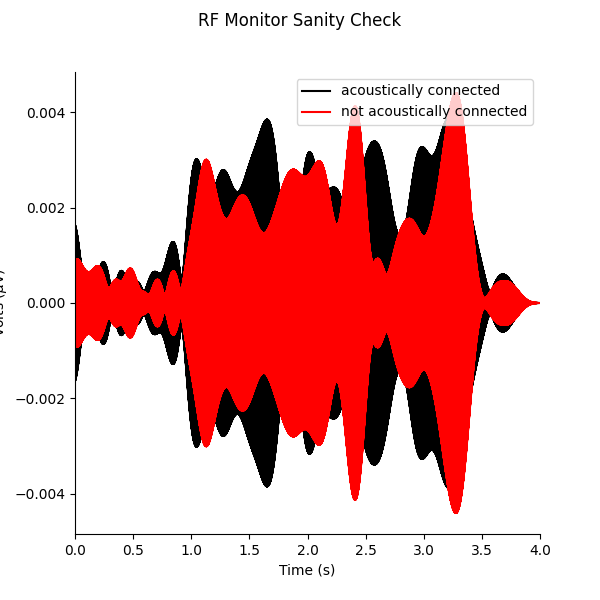 RF Monitor Sanity Check
acoustically connected
not acoustically connected
0.004
0.002
0.000
−0.002
−0.004
0.0 0.5 1.0 1.5 2.0 2.5 3.0 3.5 4.0
Time (s)